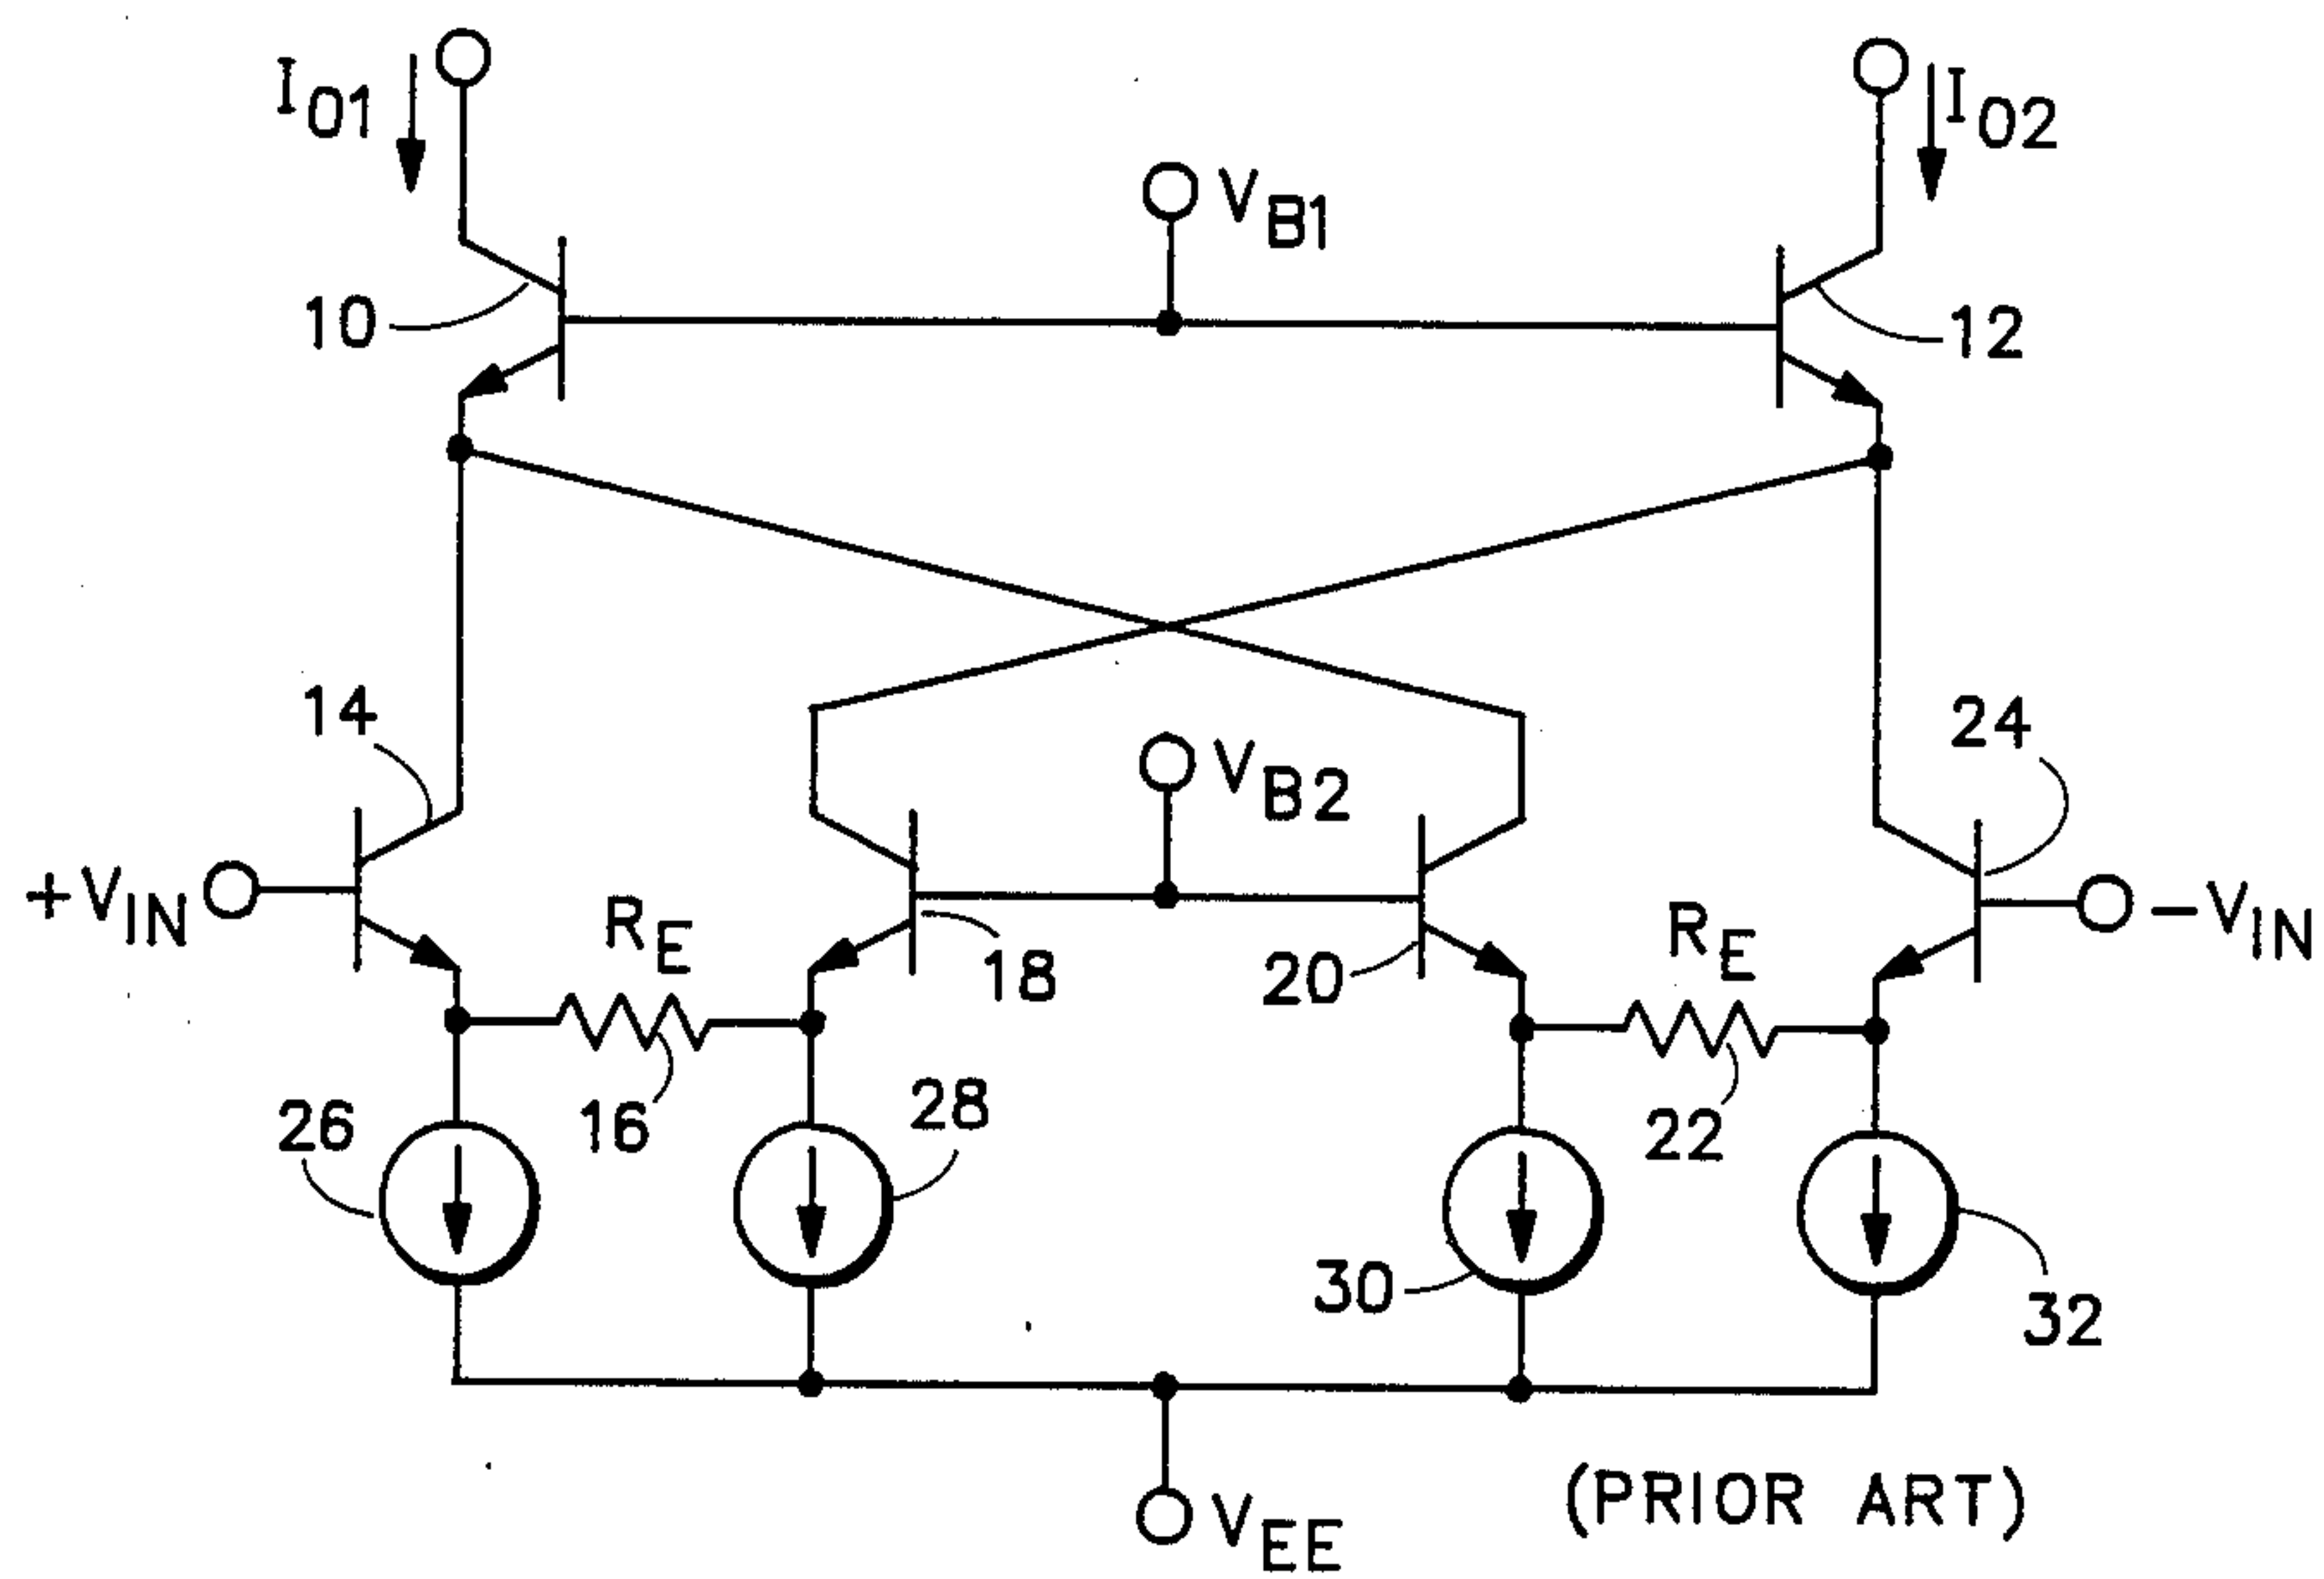 I01
I02
VB1
10
12
14
24
VB2
+VIN
RE
18
20
RE
-VIN
26
16
28
22
30
32
VEE
(PRIOR ART)